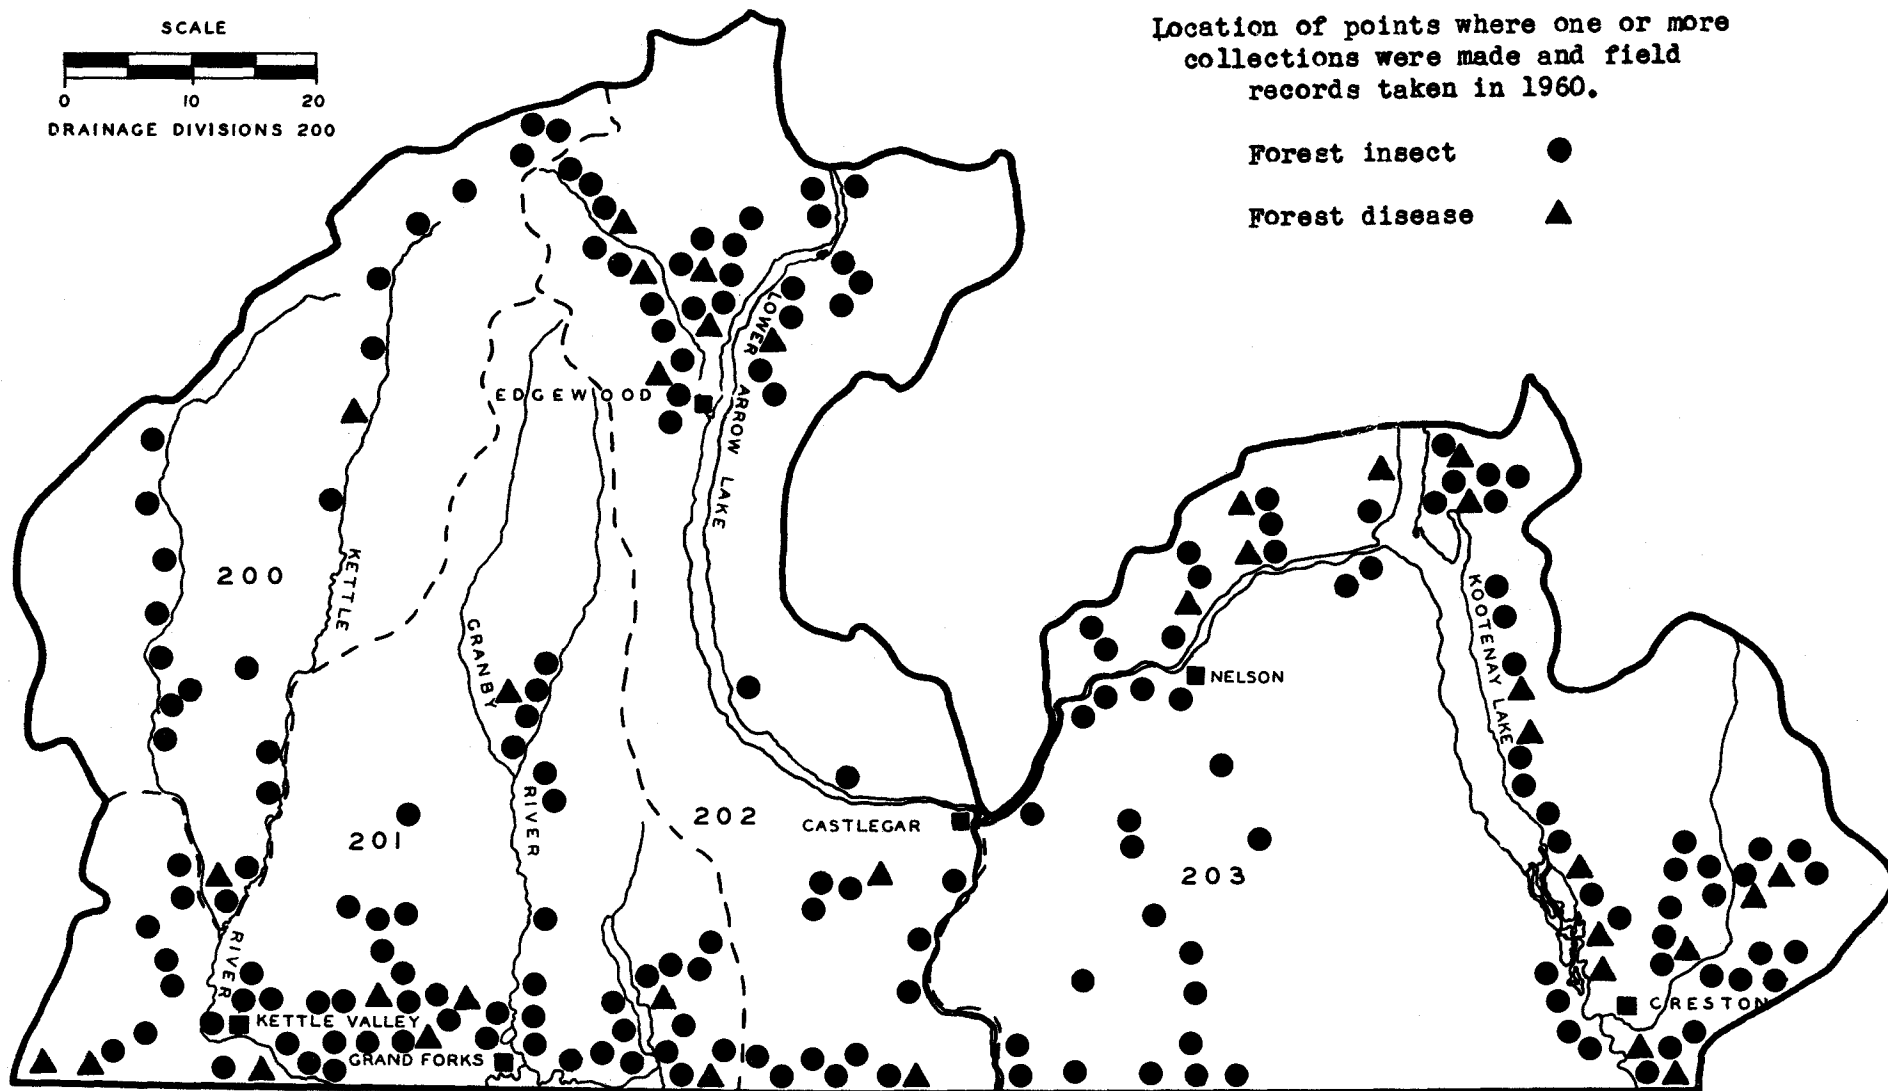 SCALE
0 10 20
DRAINAGE DIVISIONS 200
Location of points where one or more
collections were made and field
records taken in 1960.
Forest insect
Forest disease
LOWER ARROW LAKE
EDGEWOOD
200
KETTLE RIVER
GRANBY RIVER
KOOTENAY LAKE
NELSON
201
202
CASTLEGAR
203
KETTLE VALLEY
GRAND FORKS
CRESTON